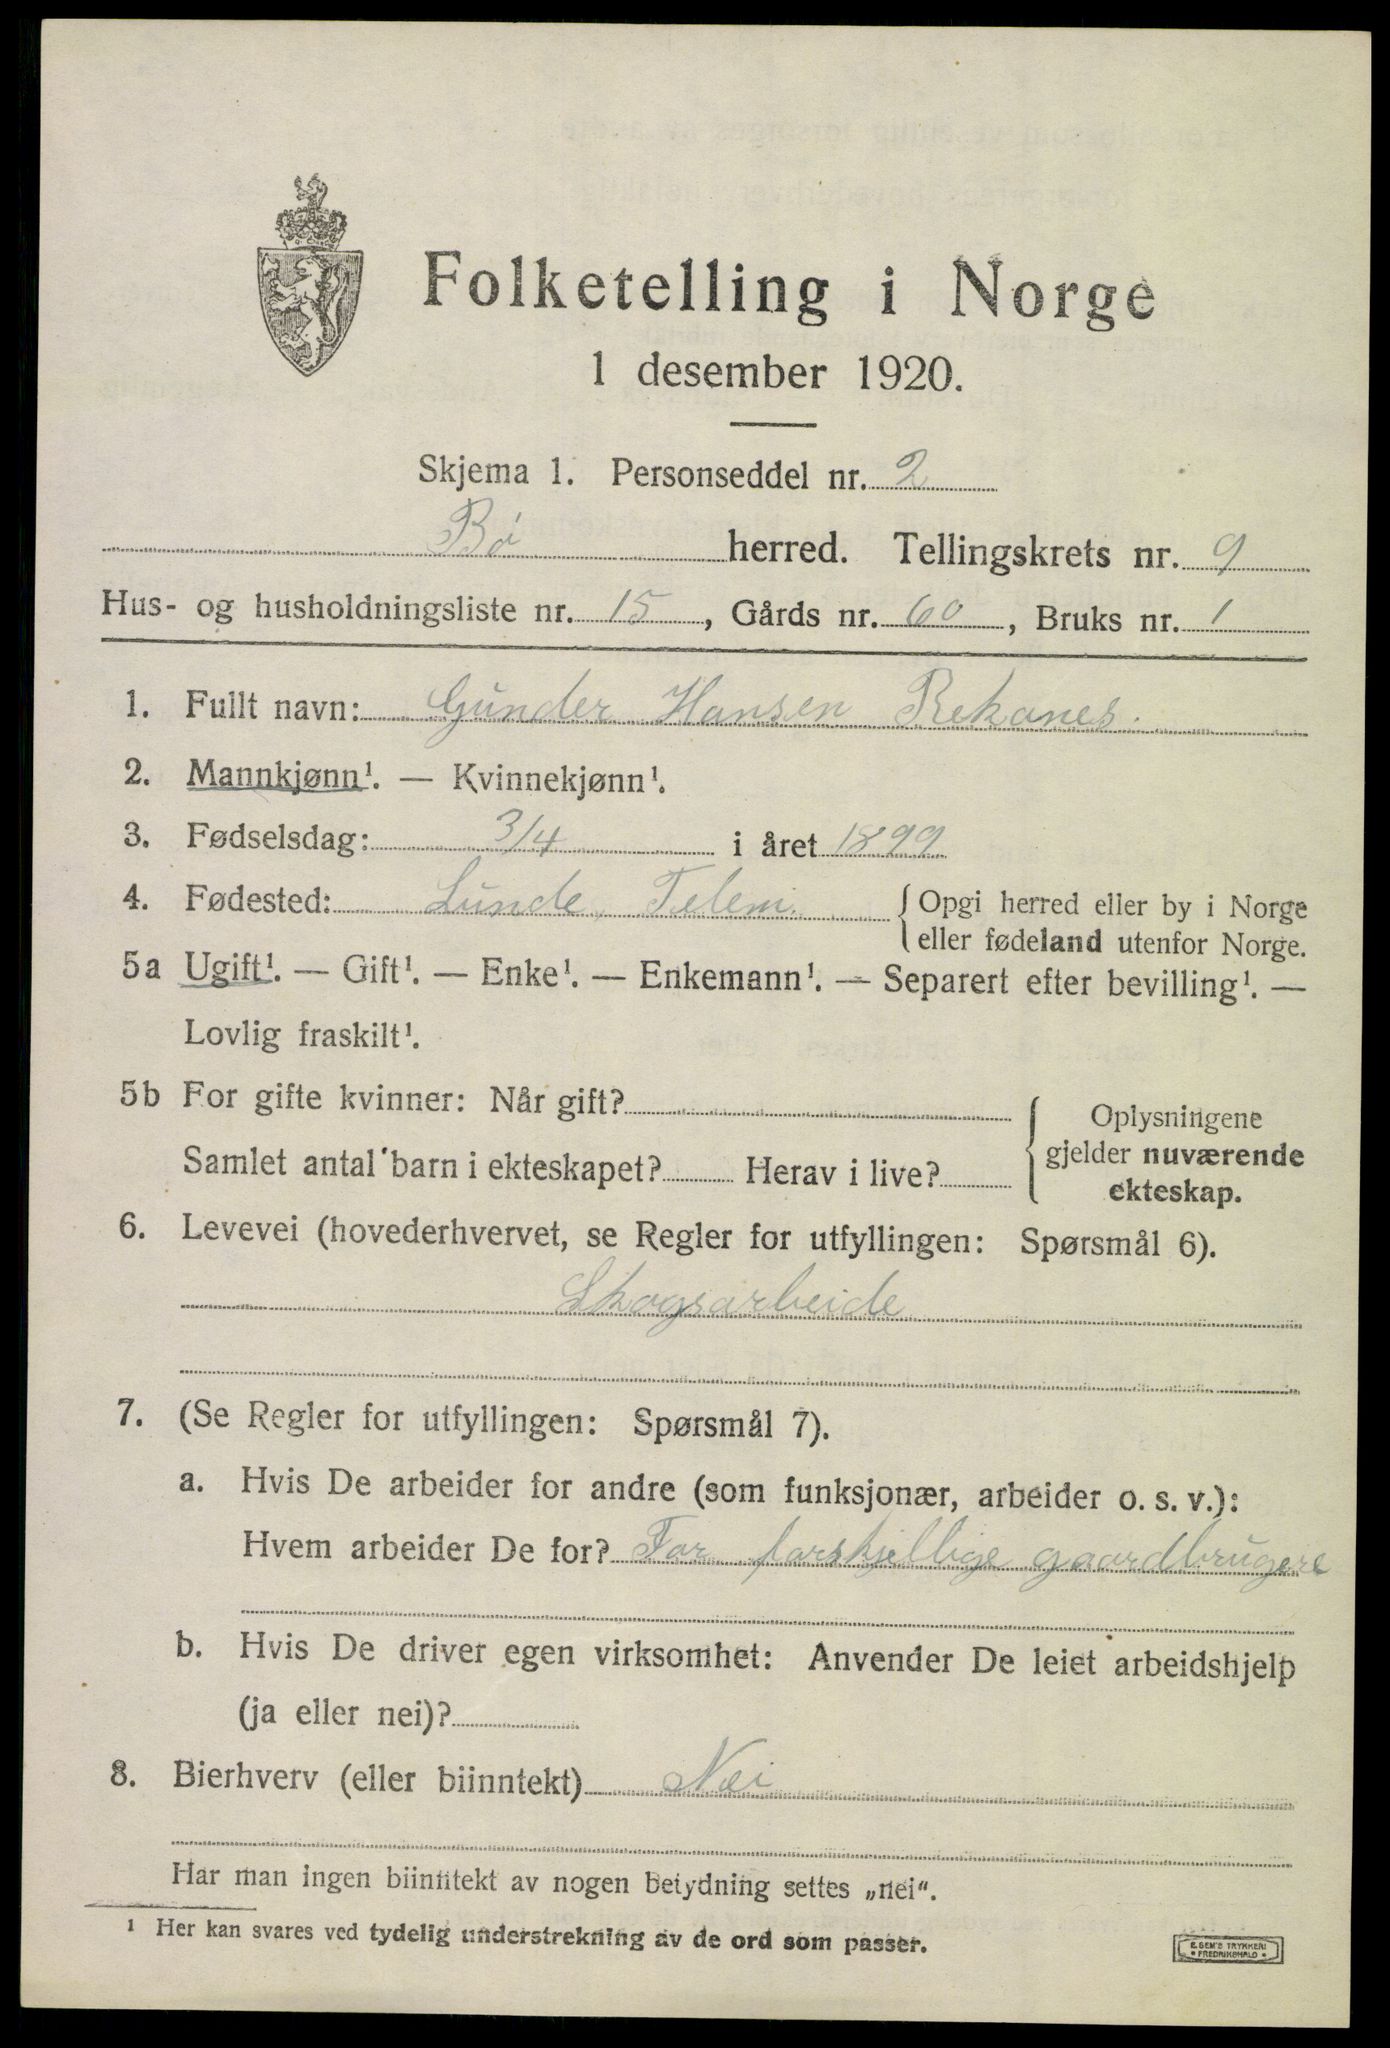 Folketelling i Norge
1 desember 1920.
Skjema 1. Personseddel nr. 2
Bø herred. Tellingskrets nr. 9
Hus- og husholdningsliste nr. 15, Gårds nr. 60, Bruks nr. 1
1. Fullt navn: Gunder Hansen Rekanes.
2. Mannkjønn¹. — Kvinnekjønn¹.
3. Fødselsdag: 3/4 i året 1899
4. Fødested: Lunde, Telem. { Opgi herred eller by i Norge
eller fødeland utenfor Norge.
5a Ugift¹. — Gift¹. — Enke¹. — Enkemann¹. — Separert efter bevilling¹. —
Lovlig fraskilt¹.
5b For gifte kvinner: Når gift? { Oplysningene
gjelder nuværende
ekteskap.
Samlet antal barn i ekteskapet? Herav i live?
6. Levevei (hovederhvervet, se Regler for utfyllingen: Spørsmål 6).
Skogsarbeide
7. (Se Regler for utfyllingen: Spørsmål 7).
a. Hvis De arbeider for andre (som funksjonær, arbeider o. s. v.):
Hvem arbeider De for? For forskjellige gaardbrugere
b. Hvis De driver egen virksomhet: Anvender De leiet arbeidshjelp
(ja eller nei)?
8. Bierhverv (eller biinntekt) Nei
Har man ingen biinntekt av nogen betydning settes „nei“.
¹ Her kan svares ved tydelig understrekning av de ord som passer.
E. SEM'S TRYKKERI
• FREDRIKSHALD •